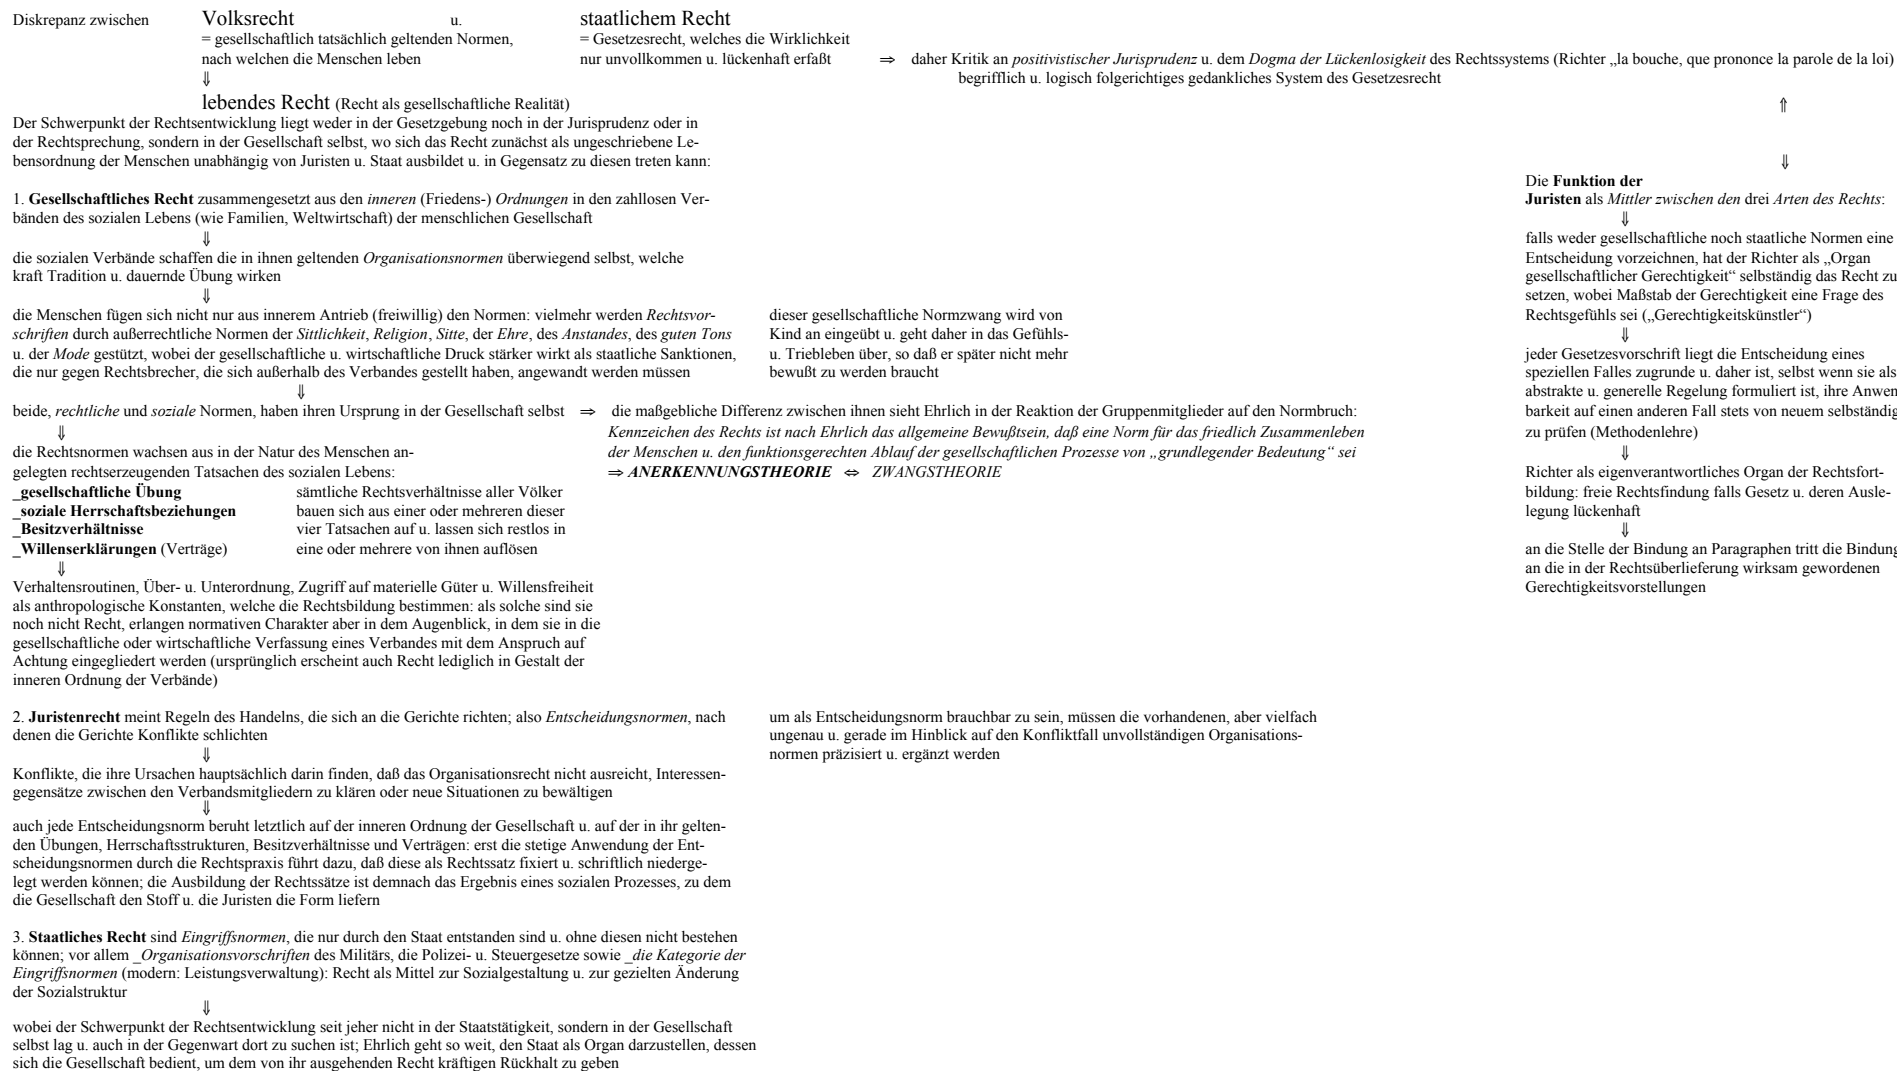 Diskrepanz zwischen Volksrecht u. staatlichem Recht
= gesellschaftlich tatsächlich geltenden Normen,
nach welchen die Menschen leben
= Gesetzesrecht, welches die Wirklichkeit
nur unvollkommen u. lückenhaft erfaßt
⇒ daher Kritik an positivistischer Jurisprudenz u. dem Dogma der Lückenlosigkeit des Rechtssystems (Richter „la bouche, que prononce la parole de la loi)
begrifflich u. logisch folgerichtiges gedankliches System des Gesetzesrecht
⇓
lebendes Recht (Recht als gesellschaftliche Realität)
Der Schwerpunkt der Rechtsentwicklung liegt weder in der Gesetzgebung noch in der Jurisprudenz oder in
der Rechtsprechung, sondern in der Gesellschaft selbst, wo sich das Recht zunächst als ungeschriebene Le-
bensordnung der Menschen unabhängig von Juristen u. Staat ausbildet u. in Gegensatz zu diesen treten kann:
1. Gesellschaftliches Recht zusammengesetzt aus den inneren (Friedens-) Ordnungen in den zahllosen Ver-
bänden des sozialen Lebens (wie Familien, Weltwirtschaft) der menschlichen Gesellschaft
⇓
die sozialen Verbände schaffen die in ihnen geltenden Organisationsnormen überwiegend selbst, welche
kraft Tradition u. dauernde Übung wirken
⇓
die Menschen fügen sich nicht nur aus innerem Antrieb (freiwillig) den Normen: vielmehr werden Rechtsvor-
schriften durch außerrechtliche Normen der Sittlichkeit, Religion, Sitte, der Ehre, des Anstandes, des guten Tons
u. der Mode gestützt, wobei der gesellschaftliche u. wirtschaftliche Druck stärker wirkt als staatliche Sanktionen,
die nur gegen Rechtsbrecher, die sich außerhalb des Verbandes gestellt haben, angewandt werden müssen
dieser gesellschaftliche Normzwang wird von
Kind an eingeübt u. geht daher in das Gefühls-
u. Triebleben über, so daß er später nicht mehr
bewußt zu werden braucht
⇓
beide, rechtliche und soziale Normen, haben ihren Ursprung in der Gesellschaft selbst ⇒ die maßgebliche Differenz zwischen ihnen sieht Ehrlich in der Reaktion der Gruppenmitglieder auf den Normbruch:
Kennzeichen des Rechts ist nach Ehrlich das allgemeine Bewußtsein, daß eine Norm für das friedlich Zusammenleben
der Menschen u. den funktionsgerechten Ablauf der gesellschaftlichen Prozesse von „grundlegender Bedeutung" sei
⇒ ANERKENNUNGSTHEORIE ⇔ ZWANGSTHEORIE
⇓
die Rechtsnormen wachsen aus in der Natur des Menschen an-
gelegten rechtserzeugenden Tatsachen des sozialen Lebens:
_gesellschaftliche Übung
_soziale Herrschaftsbeziehungen
_Besitzverhältnisse
_Willenserklärungen (Verträge)
sämtliche Rechtsverhältnisse aller Völker
bauen sich aus einer oder mehreren dieser
vier Tatsachen auf u. lassen sich restlos in
eine oder mehrere von ihnen auflösen
⇓
Verhaltensroutinen, Über- u. Unterordnung, Zugriff auf materielle Güter u. Willensfreiheit
als anthropologische Konstanten, welche die Rechtsbildung bestimmen: als solche sind sie
noch nicht Recht, erlangen normativen Charakter aber in dem Augenblick, in dem sie in die
gesellschaftliche oder wirtschaftliche Verfassung eines Verbandes mit dem Anspruch auf
Achtung eingegliedert werden (ursprünglich erscheint auch Recht lediglich in Gestalt der
inneren Ordnung der Verbände)
2. Juristenrecht meint Regeln des Handelns, die sich an die Gerichte richten; also Entscheidungsnormen, nach
denen die Gerichte Konflikte schlichten
um als Entscheidungsnorm brauchbar zu sein, müssen die vorhandenen, aber vielfach
ungenau u. gerade im Hinblick auf den Konfliktfall unvollständigen Organisations-
normen präzisiert u. ergänzt werden
⇓
Konflikte, die ihre Ursachen hauptsächlich darin finden, daß das Organisationsrecht nicht ausreicht, Interessen-
gegensätze zwischen den Verbandsmitgliedern zu klären oder neue Situationen zu bewältigen
⇓
auch jede Entscheidungsnorm beruht letztlich auf der inneren Ordnung der Gesellschaft u. auf der in ihr gelten-
den Übungen, Herrschaftsstrukturen, Besitzverhältnisse und Verträgen: erst die stetige Anwendung der Ent-
scheidungsnormen durch die Rechtspraxis führt dazu, daß diese als Rechtssatz fixiert u. schriftlich niederge-
legt werden können; die Ausbildung der Rechtssätze ist demnach das Ergebnis eines sozialen Prozesses, zu dem
die Gesellschaft den Stoff u. die Juristen die Form liefern
3. Staatliches Recht sind Eingriffsnormen, die nur durch den Staat entstanden sind u. ohne diesen nicht bestehen
können; vor allem _Organisationsvorschriften des Militärs, die Polizei- u. Steuergesetze sowie _die Kategorie der
Eingriffsnormen (modern: Leistungsverwaltung): Recht als Mittel zur Sozialgestaltung u. zur gezielten Änderung
der Sozialstruktur
⇓
wobei der Schwerpunkt der Rechtsentwicklung seit jeher nicht in der Staatstätigkeit, sondern in der Gesellschaft
selbst lag u. auch in der Gegenwart dort zu suchen ist; Ehrlich geht so weit, den Staat als Organ darzustellen, dessen
sich die Gesellschaft bedient, um dem von ihr ausgehenden Recht kräftigen Rückhalt zu geben
⇑
⇓
Die Funktion der
Juristen als Mittler zwischen den drei Arten des Rechts:
⇓
falls weder gesellschaftliche noch staatliche Normen eine
Entscheidung vorzeichnen, hat der Richter als „Organ
gesellschaftlicher Gerechtigkeit“ selbständig das Recht zu
setzen, wobei Maßstab der Gerechtigkeit eine Frage des
Rechtsgefühls sei („Gerechtigkeitskünstler“)
⇓
jeder Gesetzesvorschrift liegt die Entscheidung eines
speziellen Falles zugrunde u. daher ist, selbst wenn sie als
abstrakte u. generelle Regelung formuliert ist, ihre Anwen
barkeit auf einen anderen Fall stets von neuem selbständig
zu prüfen (Methodenlehre)
⇓
Richter als eigenverantwortliches Organ der Rechtsfort-
bildung: freie Rechtsfindung falls Gesetz u. deren Ausle-
legung lückenhaft
⇓
an die Stelle der Bindung an Paragraphen tritt die Bindung
an die in der Rechtsüberlieferung wirksam gewordenen
Gerechtigkeitsvorstellungen